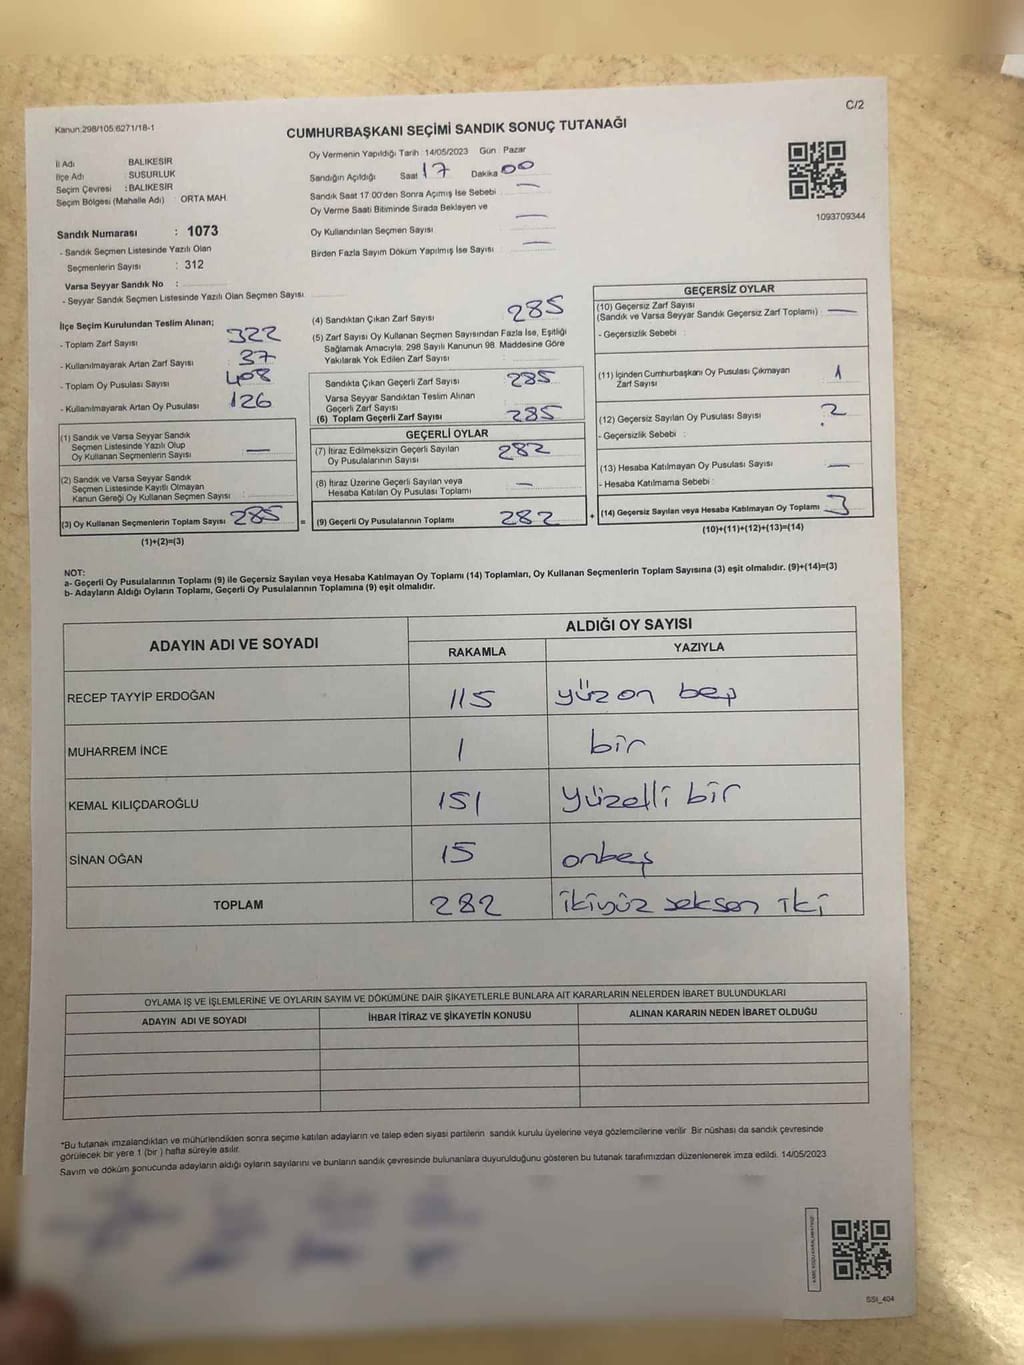 C/2
Kanun:298/105;6271/18-1
CUMHURBAŞKANI SEÇİMİ SANDIK SONUÇ TUTANAĞI
İl Adı BALIKESİR
İlçe Adı SUSURLUK
Seçim Çevresi : BALIKESİR
Seçim Bölgesi (Mahalle Adı) ORTA MAH.
Sandık Numarası : 1073
- Sandık Seçmen Listesinde Yazılı Olan
Seçmenlerin Sayısı : 312
Varsa Seyyar Sandık No :
- Seyyar Sandık Seçmen Listesinde Yazılı Olan Seçmen Sayısı
Oy Vermenin Yapıldığı Tarih : 14/05/2023 Gün : Pazar
Sandığın Açıldığı Saat 17 Dakika 00
Sandık Saat 17:00'den Sonra Açımış İse Sebebi —
Oy Verme Saati Bitiminde Sırada Bekleyen ve
Oy Kullandırılan Seçmen Sayısı —
Birden Fazla Sayım Döküm Yapılmış İse Sayısı —
1093709344
İlçe Seçim Kurulundan Teslim Alınan;
- Toplam Zarf Sayısı 322
- Kullanılmayarak Artan Zarf Sayısı 37
- Toplam Oy Pusulası Sayısı 408
- Kullanılmayarak Artan Oy Pusulası 126
(1) Sandık ve Varsa Seyyar Sandık
Seçmen Listesinde Yazılı Olup
Oy Kullanan Seçmenlerin Sayısı —
(2) Sandık ve Varsa Seyyar Sandık
Seçmen Listesinde Kayıtlı Olmayan
Kanun Gereği Oy Kullanan Seçmen Sayısı :
(3) Oy Kullanan Seçmenlerin Toplam Sayısı 285 =
(1)+(2)=(3)
(4) Sandıktan Çıkan Zarf Sayısı 285
(5) Zarf Sayısı Oy Kullanan Seçmen Sayısından Fazla İse, Eşitliği
Sağlamak Amacıyla; 298 Sayılı Kanunun 98. Maddesine Göre
Yakılarak Yok Edilen Zarf Sayısı
Sandıkta Çıkan Geçerli Zarf Sayısı 285
Varsa Seyyar Sandıktan Teslim Alınan
Geçerli Zarf Sayısı
(6) Toplam Geçerli Zarf Sayısı 285
GEÇERLİ OYLAR
(7) İtiraz Edilmeksizin Geçerli Sayılan
Oy Pusulalarının Sayısı 282
(8) İtiraz Üzerine Geçerli Sayılan veya
Hesaba Katılan Oy Pusulası Toplamı —
(9) Geçerli Oy Pusulalarının Toplamı 282 +
GEÇERSİZ OYLAR
(10) Geçersiz Zarf Sayısı
(Sandık ve Varsa Seyyar Sandık Geçersiz Zarf Toplamı) —
- Geçersizlik Sebebi :
(11) İçinden Cumhurbaşkanı Oy Pusulası Çıkmayan
Zarf Sayısı 1
(12) Geçersiz Sayılan Oy Pusulası Sayısı 2
- Geçersizlik Sebebi :
(13) Hesaba Katılmayan Oy Pusulası Sayısı —
- Hesaba Katılmama Sebebi :
(14) Geçersiz Sayılan veya Hesaba Katılmayan Oy Toplamı 3
(10)+(11)+(12)+(13)=(14)
NOT:
a- Geçerli Oy Pusulalarının Toplamı (9) ile Geçersiz Sayılan veya Hesaba Katılmayan Oy Toplamı (14) Toplamları, Oy Kullanan Seçmenlerin Toplam Sayısına (3) eşit olmalıdır. (9)+(14)=(3)
b- Adayların Aldığı Oyların Toplamı, Geçerli Oy Pusulalarının Toplamına (9) eşit olmalıdır.
ADAYIN ADI VE SOYADI ALDIĞI OY SAYISI
RAKAMLA YAZIYLA
RECEP TAYYİP ERDOĞAN 115 yüz on beş
MUHARREM İNCE 1 bir
KEMAL KILIÇDAROĞLU 151 Yüzelli bir
SİNAN OĞAN 15 onbeş
TOPLAM 282 ikiyüz seksen iki
OYLAMA İŞ VE İŞLEMLERİNE VE OYLARIN SAYIM VE DÖKÜMÜNE DAİR ŞİKAYETLERLE BUNLARA AİT KARARLARIN NELERDEN İBARET BULUNDUKLARI
ADAYIN ADI VE SOYADI İHBAR İTİRAZ VE ŞİKAYETİN KONUSU ALINAN KARARIN NEDEN İBARET OLDUĞU
*Bu tutanak imzalandıktan ve mühürlendikten sonra seçime katılan adayların ve talep eden siyasi partilerin sandık kurulu üyelerine veya gözlemcilerine verilir. Bir nüshası da sandık çevresinde
görülecek bir yere 1 (bir) hafta süreyle asılır.
Sayım ve döküm sonucunda adayların aldığı oyların sayılarını ve bunların sandık çevresinde bulunanlara duyurulduğunu gösteren bu tutanak tarafımızdan düzenlenerek imza edildi. 14/05/2023
SSI_404